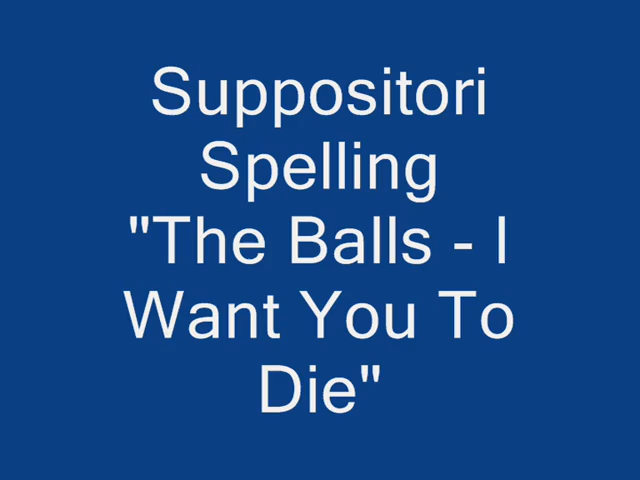 Suppositori
Spelling
"The Balls - I
Want You To
Die"